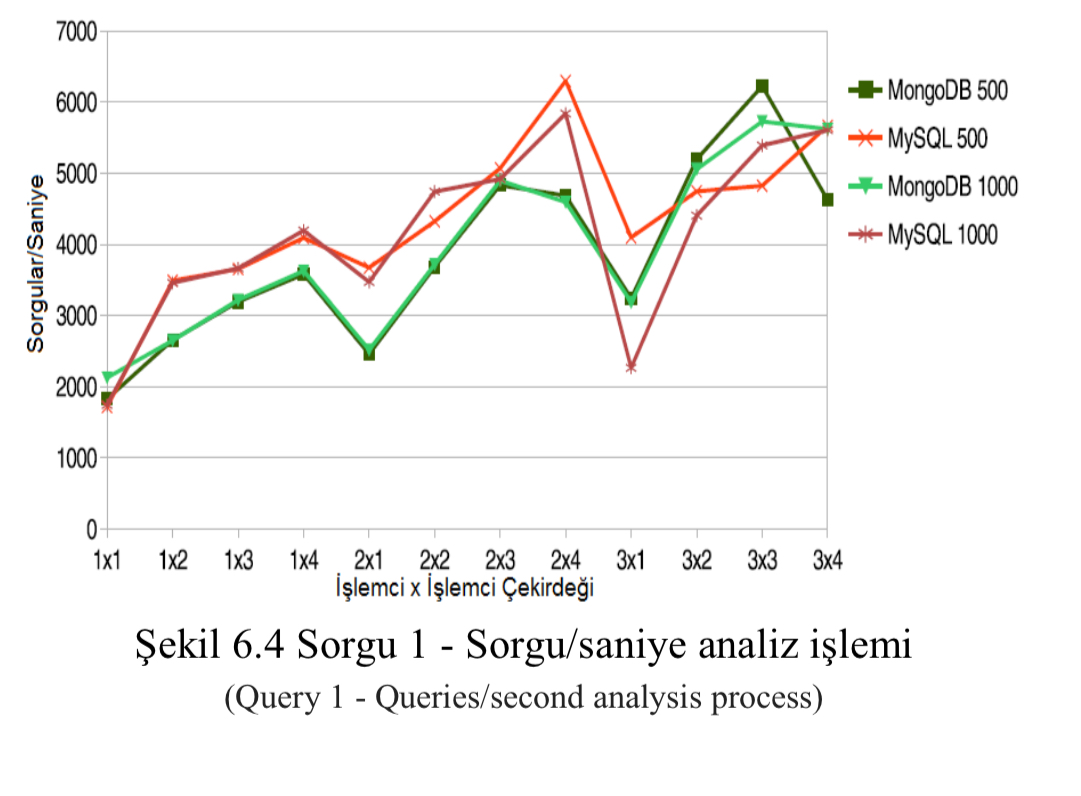 7000
6000
5000
4000
3000
2000
1000
0
Sorgular/Saniye
1x1 1x2 1x3 1x4 2x1 2x2 2x3 2x4 3x1 3x2 3x3 3x4
İşlemci x İşlemci Çekirdeği
MongoDB 500
MySQL 500
MongoDB 1000
MySQL 1000
Şekil 6.4 Sorgu 1 - Sorgu/saniye analiz işlemi
(Query 1 - Queries/second analysis process)